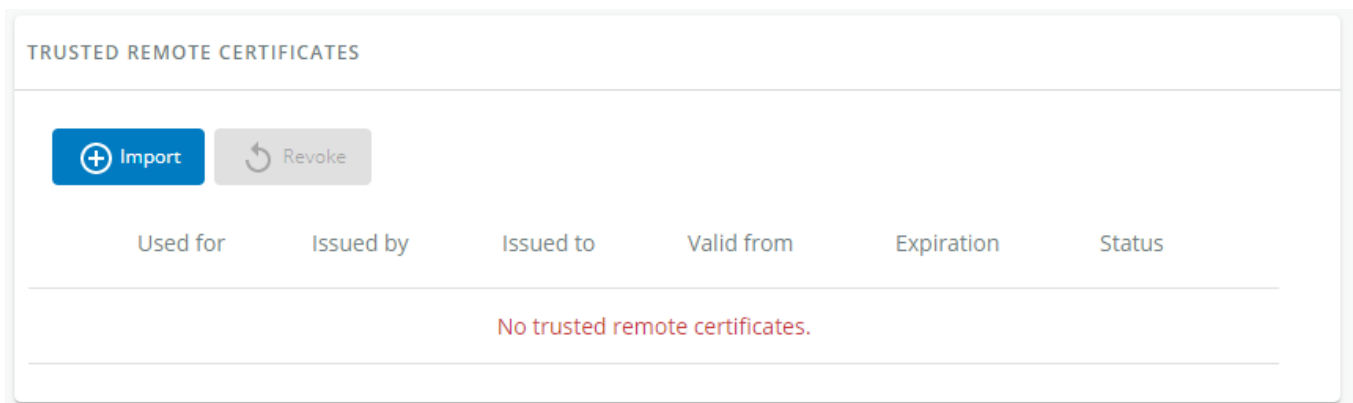 TRUSTED REMOTE CERTIFICATES
Import Revoke
Used for Issued by Issued to Valid from Expiration Status
No trusted remote certificates.